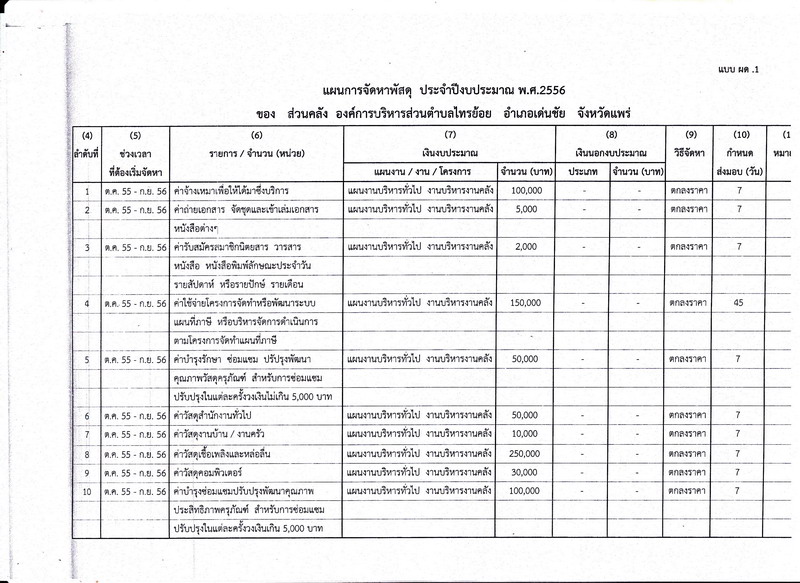 แบบ ผด .1
แผนการจัดหาพัสดุ ประจำปีงบประมาณ พ.ศ.2556
ของ ส่วนคลัง องค์การบริหารส่วนตำบลไทรย้อย อำเภอเด่นชัย จังหวัดแพร่
(4) (5) (6) (7) (8) (9) (10) (1
ลำดับที่ ช่วงเวลา รายการ / จำนวน (หน่วย) เงินงบประมาณ เงินนอกงบประมาณ วิธีจัดหา กำหนด หมาย
ที่ต้องเริ่มจัดหา แผนงาน / งาน / โครงการ จำนวน (บาท) ประเภท จำนวน (บาท) ส่งมอบ (วัน)
1 ต.ค. 55 - ก.ย. 56 ค่าจ้างเหมาเพื่อให้ได้มาซึ่งบริการ แผนงานบริหารทั่วไป งานบริหารงานคลัง 100,000 - - ตกลงราคา 7
2 ต.ค. 55 - ก.ย. 56 ค่าถ่ายเอกสาร จัดชุดและเข้าเล่มเอกสาร แผนงานบริหารทั่วไป งานบริหารงานคลัง 5,000 - - ตกลงราคา 7
หนังสือต่างๆ
3 ต.ค. 55 - ก.ย. 56 ค่ารับสมัครสมาชิกนิตยสาร วารสาร แผนงานบริหารทั่วไป งานบริหารงานคลัง 2,000 - - ตกลงราคา 7
หนังสือ หนังสือพิมพ์ลักษณะประจำวัน
รายสัปดาห์ หรือรายปักษ์ รายเดือน
4 ต.ค. 55 - ก.ย. 56 ค่าใช้จ่ายโครงการจัดทำหรือพัฒนาระบบ แผนงานบริหารทั่วไป งานบริหารงานคลัง 150,000 - - ตกลงราคา 45
แผนที่ภาษี หรือบริหารจัดการดำเนินการ
ตามโครงการจัดทำแผนที่ภาษี
5 ต.ค. 55 - ก.ย. 56 ค่าบำรุงรักษา ซ่อมแซม ปรับปรุงพัฒนา แผนงานบริหารทั่วไป งานบริหารงานคลัง 50,000 - - ตกลงราคา 7
คุณภาพวัสดุครุภัณฑ์ สำหรับการซ่อมแซม
ปรับปรุงในแต่ละครั้งวงเงินไม่เกิน 5,000 บาท
6 ต.ค. 55 - ก.ย. 56 ค่าวัสดุสำนักงานทั่วไป แผนงานบริหารทั่วไป งานบริหารงานคลัง 50,000 - - ตกลงราคา 7
7 ต.ค. 55 - ก.ย. 56 ค่าวัสดุงานบ้าน / งานครัว แผนงานบริหารทั่วไป งานบริหารงานคลัง 10,000 - - ตกลงราคา 7
8 ต.ค. 55 - ก.ย. 56 ค่าวัสดุเชื้อเพลิงและหล่อลื่น แผนงานบริหารทั่วไป งานบริหารงานคลัง 250,000 - - ตกลงราคา 7
9 ต.ค. 55 - ก.ย. 56 ค่าวัสดุคอมพิวเตอร์ แผนงานบริหารทั่วไป งานบริหารงานคลัง 30,000 - - ตกลงราคา 7
10 ต.ค. 55 - ก.ย. 56 ค่าบำรุงซ่อมแซมปรับปรุงพัฒนาคุณภาพ แผนงานบริหารทั่วไป งานบริหารงานคลัง 100,000 - - ตกลงราคา 7
ประสิทธิภาพครุภัณฑ์ สำหรับการซ่อมแซม
ปรับปรุงในแต่ละครั้งวงเงินเกิน 5,000 บาท